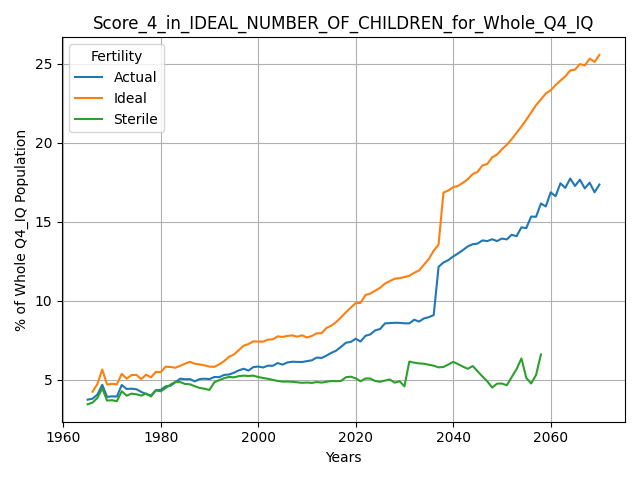 Score_4_in_IDEAL_NUMBER_OF_CHILDREN_for_Whole_Q4_IQ
Fertility
Actual
Ideal
Sterile
% of Whole Q4_IQ Population
25
20
15
10
5
1960 1980 2000 2020 2040 2060
Years